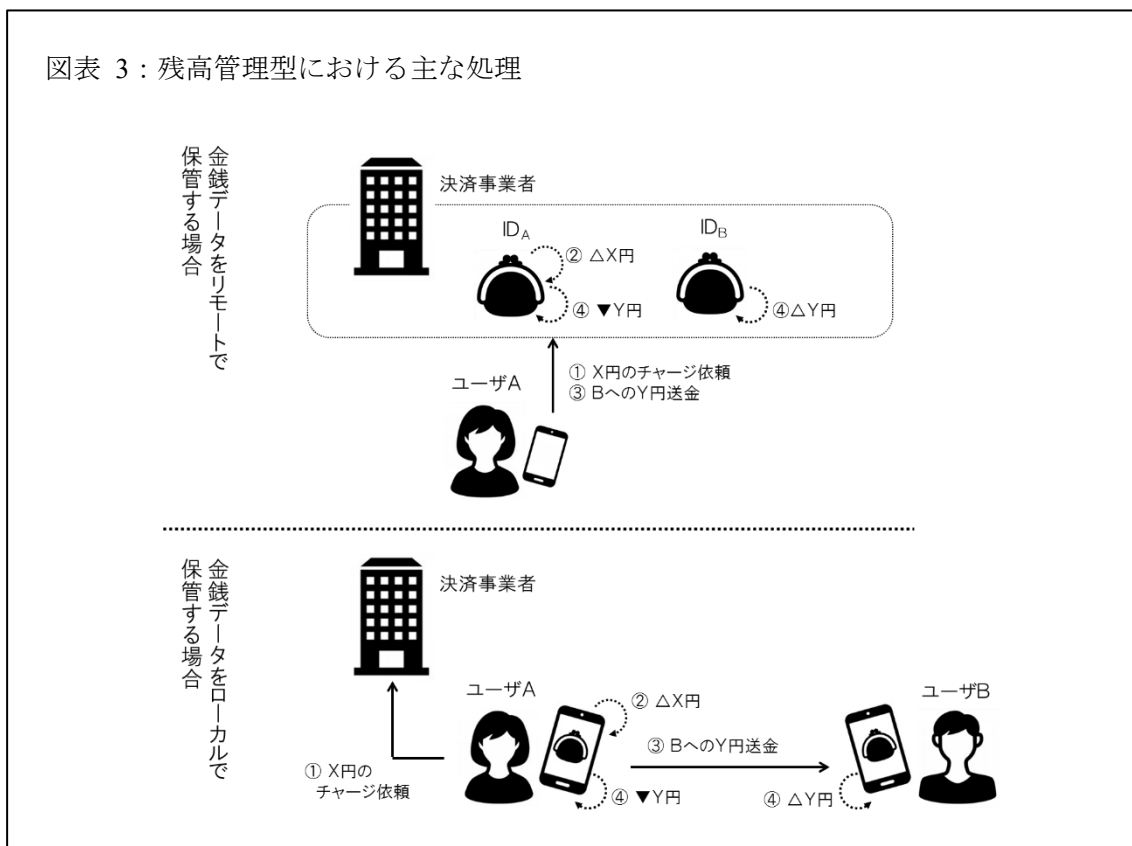 図表 3：残高管理型における主な処理
金銭データをリモートで
保管する場合
決済事業者
IDA
IDB
② △X円
④ ▼Y円
④△Y円
① X円のチャージ依頼
③ BへのY円送金
ユーザA
金銭データをローカルで
保管する場合
決済事業者
ユーザA
ユーザB
② △X円
③ BへのY円送金
① X円の
チャージ依頼
④ ▼Y円
④ △Y円